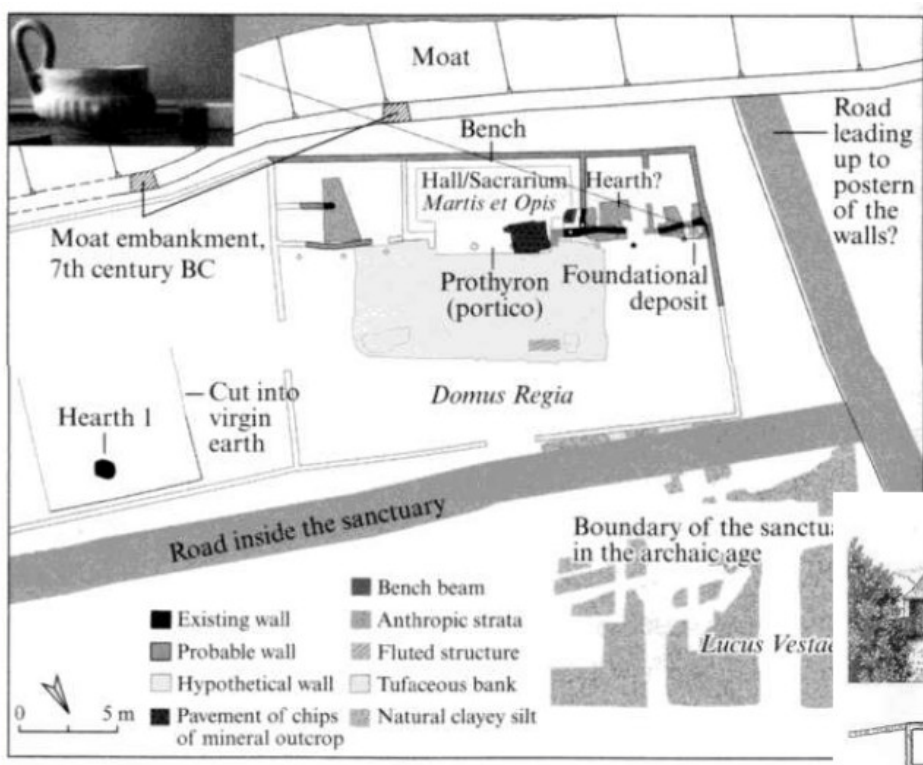 Moat
Road
leading
up to
postern
of the
walls?
Bench
Hall/Sacrarium
Martis et Opis
Hearth?
Moat embankment,
7th century BC
Prothyron
(portico)
Foundational
deposit
Domus Regia
Cut into
virgin
earth
Hearth 1
Road inside the sanctuary
Boundary of the sanctua
in the archaic age
Lucus Vestae
Existing wall
Probable wall
Hypothetical wall
Pavement of chips
of mineral outcrop
Bench beam
Anthropic strata
Fluted structure
Tufaceous bank
Natural clayey silt
0 5 m